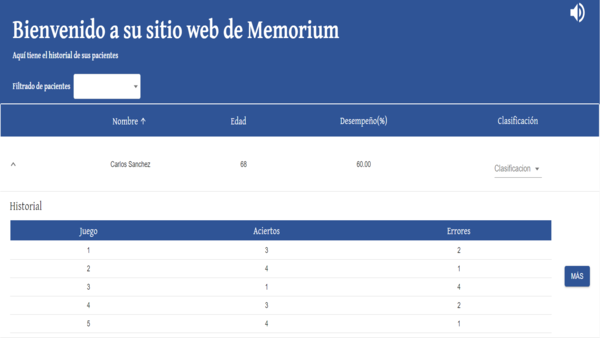 Bienvenido a su sitio web de Memorium
Aquí tiene el historial de sus pacientes
Filtrado de pacientes
Nombre ↑ Edad Desempeño(%) Clasificación
Carlos Sanchez 68 60.00 Clasificacion
Historial
Juego Aciertos Errores
1 3 2
2 4 1
3 1 4
4 3 2
5 4 1
MÁS